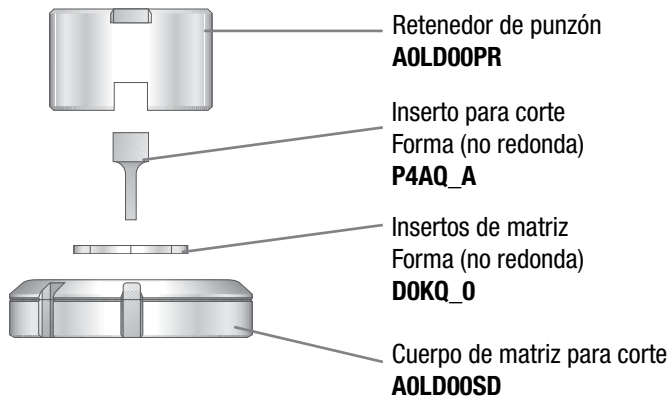 Retenedor de punzón
A0LD00PR
Inserto para corte
Forma (no redonda)
P4AQ_A
Insertos de matriz
Forma (no redonda)
D0KQ_0
Cuerpo de matriz para corte
A0LD00SD